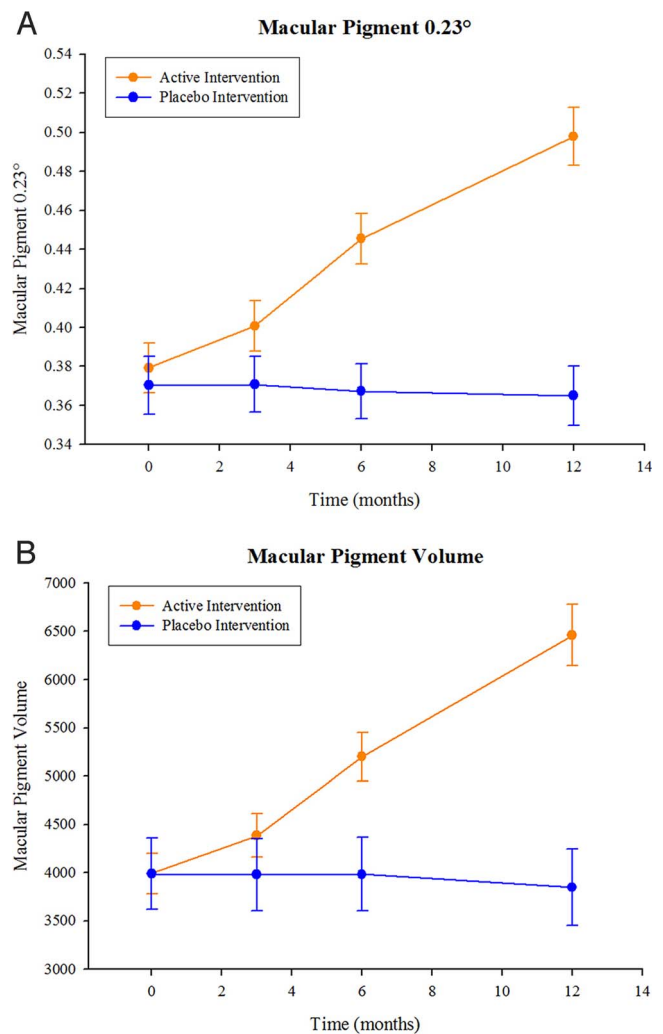 A
Macular Pigment 0.23°
0.54
0.52
0.50
0.48
0.46
0.44
0.42
0.40
0.38
0.36
0.34
Macular Pigment 0.23°
Active Intervention
Placebo Intervention
0 2 4 6 8 10 12 14
Time (months)
B
Macular Pigment Volume
7000
6500
6000
5500
5000
4500
4000
3500
3000
Macular Pigment Volume
Active Intervention
Placebo Intervention
0 2 4 6 8 10 12 14
Time (months)